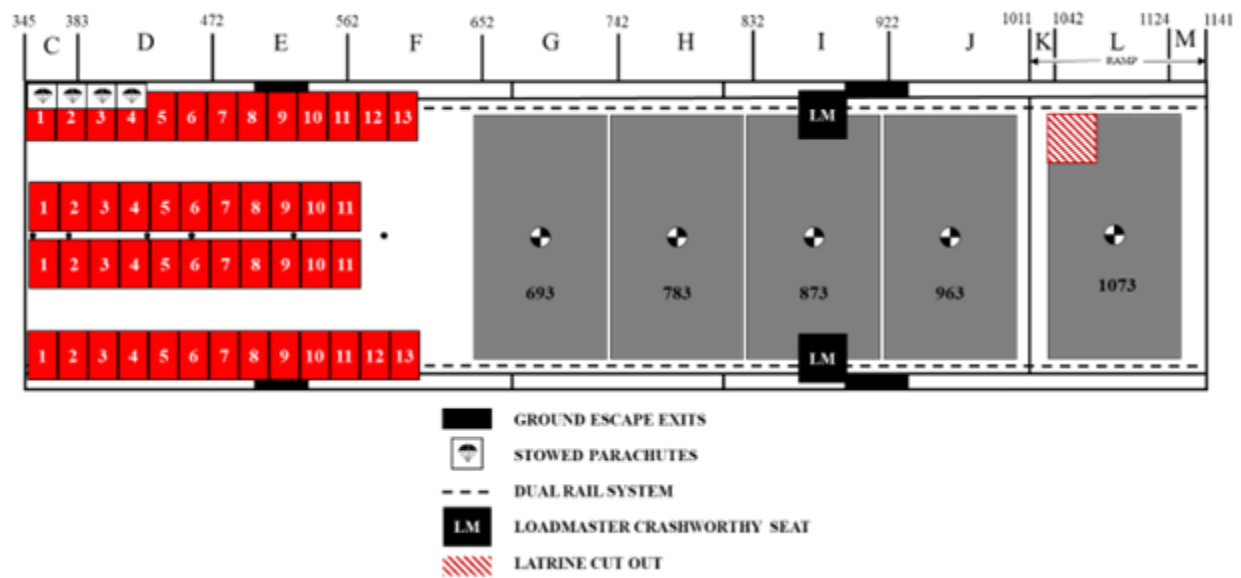 345 383 472 562 652 742 832 922 1011 1042 1124 1141
C D E F G H I J K L M
RAMP
1 2 3 4 5 6 7 8 9 10 11 12 13
LM
1 2 3 4 5 6 7 8 9 10 11
1 2 3 4 5 6 7 8 9 10 11
693 783 873 963 1073
1 2 3 4 5 6 7 8 9 10 11 12 13
LM
GROUND ESCAPE EXITS
STOWED PARACHUTES
DUAL RAIL SYSTEM
LM LOADMASTER CRASHWORTHY SEAT
LATRINE CUT OUT